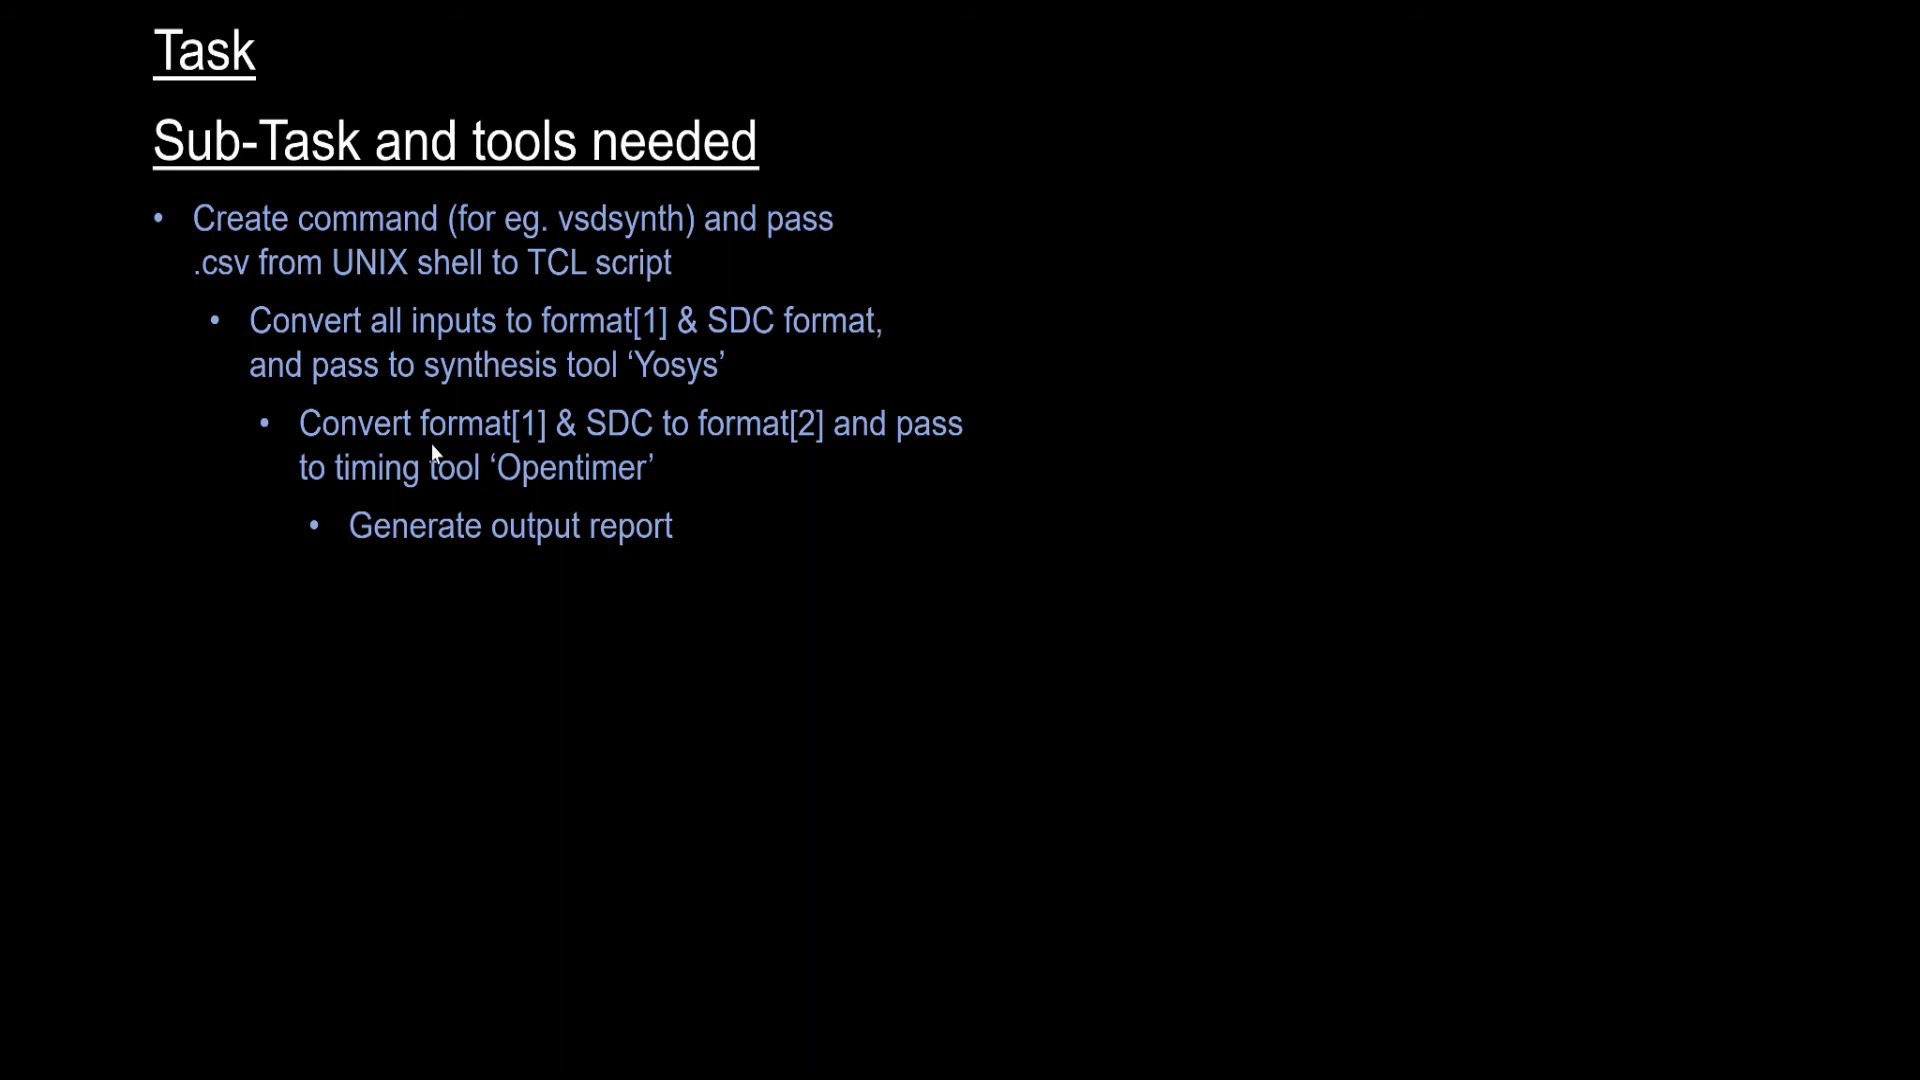 Task
Sub-Task and tools needed
• Create command (for eg. vsdsynth) and pass
.csv from UNIX shell to TCL script
• Convert all inputs to format[1] & SDC format,
and pass to synthesis tool ‘Yosys’
• Convert format[1] & SDC to format[2] and pass
to timing tool ‘Opentimer’
• Generate output report